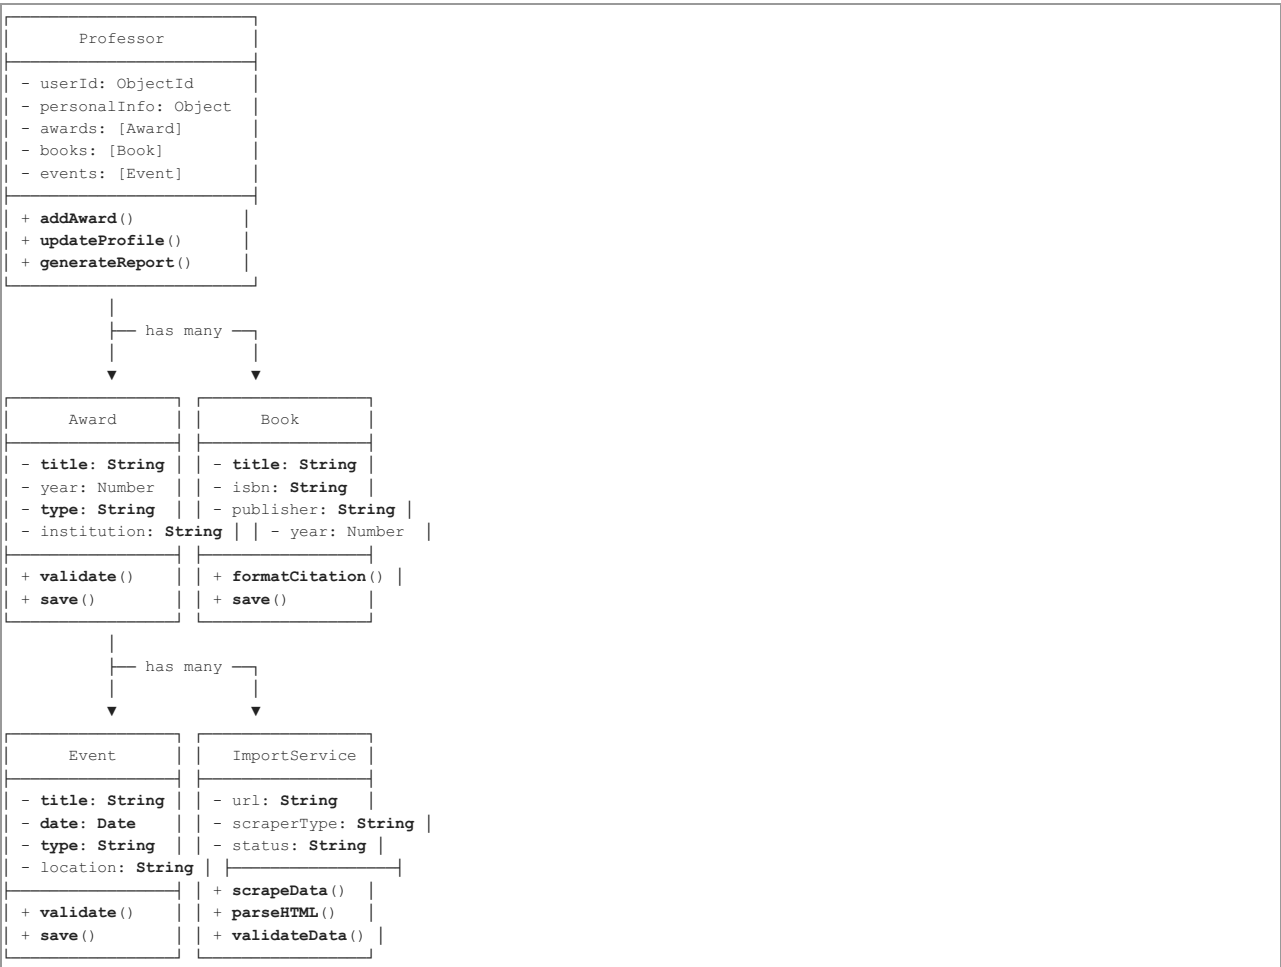 Professor
- userId: ObjectId
- personalInfo: Object
- awards: [Award]
- books: [Book]
- events: [Event]
+ addAward()
+ updateProfile()
+ generateReport()
has many
Award Book
- title: String - title: String
- year: Number - isbn: String
- type: String - publisher: String
- institution: String - year: Number
+ validate() + formatCitation()
+ save() + save()
has many
Event ImportService
- title: String - url: String
- date: Date - scraperType: String
- type: String - status: String
- location: String
+ scrapeData()
+ validate() + parseHTML()
+ save() + validateData()